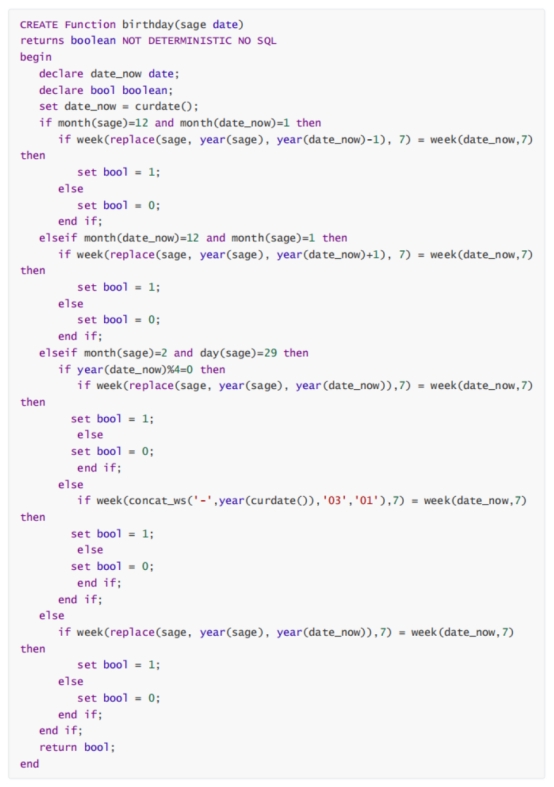 CREATE Function birthday(sage date)
returns boolean NOT DETERMINISTIC NO SQL
begin
declare date_now date;
declare bool boolean;
set date_now = curdate();
if month(sage)=12 and month(date_now)=1 then
if week(replace(sage, year(sage), year(date_now)-1), 7) = week(date_now,7)
then
set bool = 1;
else
set bool = 0;
end if;
elseif month(date_now)=12 and month(sage)=1 then
if week(replace(sage, year(sage), year(date_now)+1), 7) = week(date_now,7)
then
set bool = 1;
else
set bool = 0;
end if;
elseif month(sage)=2 and day(sage)=29 then
if year(date_now)%4=0 then
if week(replace(sage, year(sage), year(date_now)),7) = week(date_now,7)
then
set bool = 1;
else
set bool = 0;
end if;
else
if week(concat_ws('-',year(curdate()),'03','01'),7) = week(date_now,7)
then
set bool = 1;
else
set bool = 0;
end if;
end if;
else
if week(replace(sage, year(sage), year(date_now)),7) = week(date_now,7)
then
set bool = 1;
else
set bool = 0;
end if;
end if;
return bool;
end